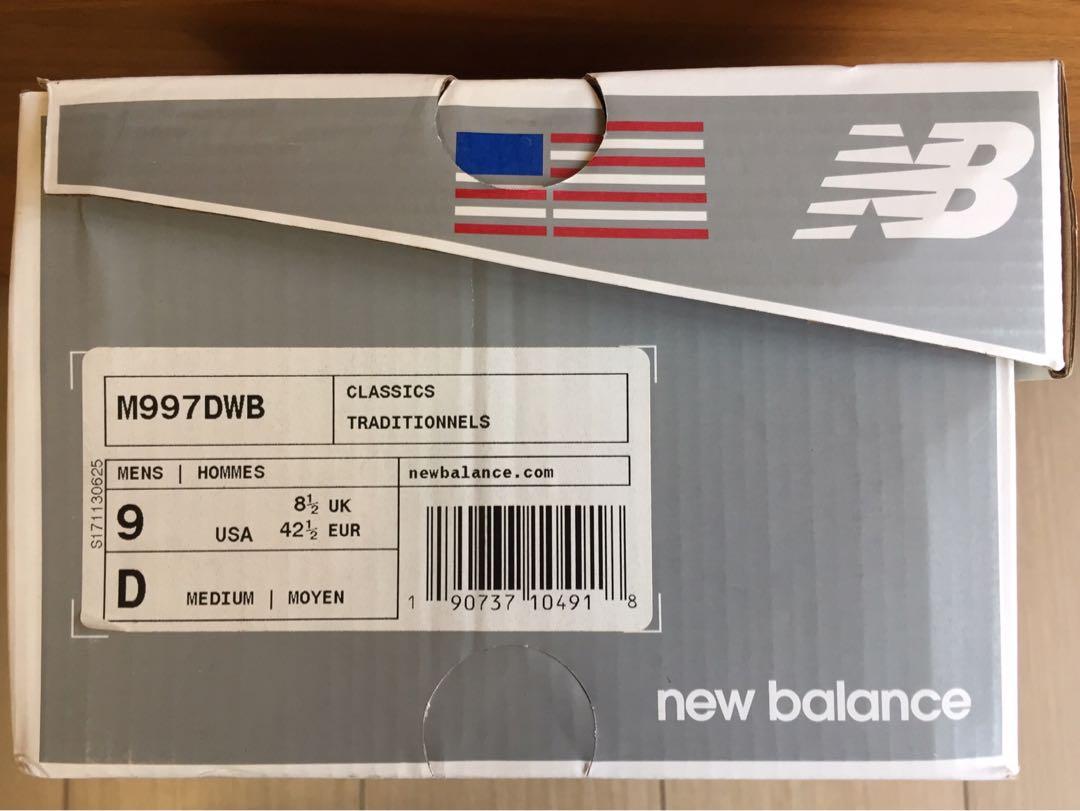 NB
M997DWB
CLASSICS
TRADITIONNELS
MENS | HOMMES
newbalance.com
S171130625
9 USA 8½ UK
42½ EUR
D MEDIUM | MOYEN
1 90737 10491 8
new balance